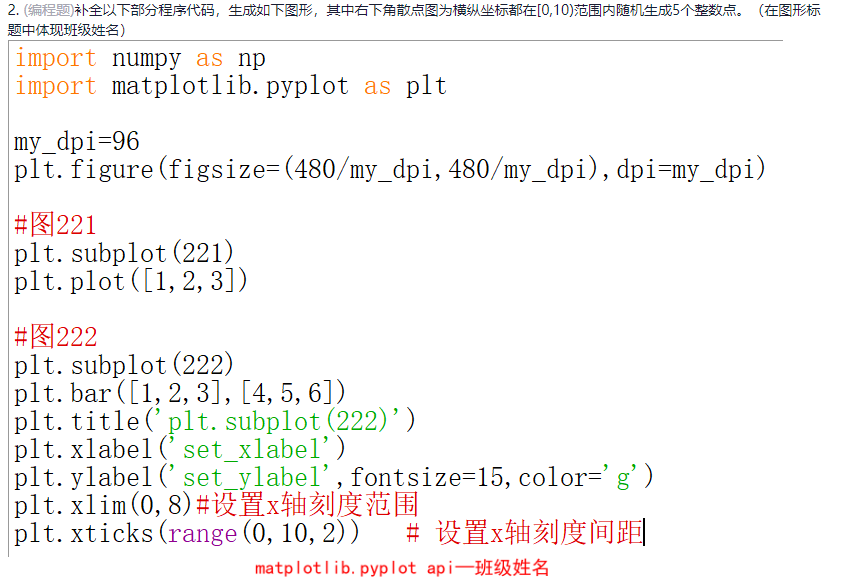 2. (编程题)补全以下部分程序代码，生成如下图形，其中右下角散点图为横纵坐标都在[0,10)范围内随机生成5个整数点。（在图形标
题中体现班级姓名）
import numpy as np
import matplotlib.pyplot as plt
my_dpi=96
plt.figure(figsize=(480/my_dpi,480/my_dpi),dpi=my_dpi)
#图221
plt.subplot(221)
plt.plot([1,2,3])
#图222
plt.subplot(222)
plt.bar([1,2,3],[4,5,6])
plt.title('plt.subplot(222)')
plt.xlabel('set_xlabel')
plt.ylabel('set_ylabel',fontsize=15,color='g')
plt.xlim(0,8)#设置x轴刻度范围
plt.xticks(range(0,10,2))   # 设置x轴刻度间距
matplotlib.pyplot api—班级姓名